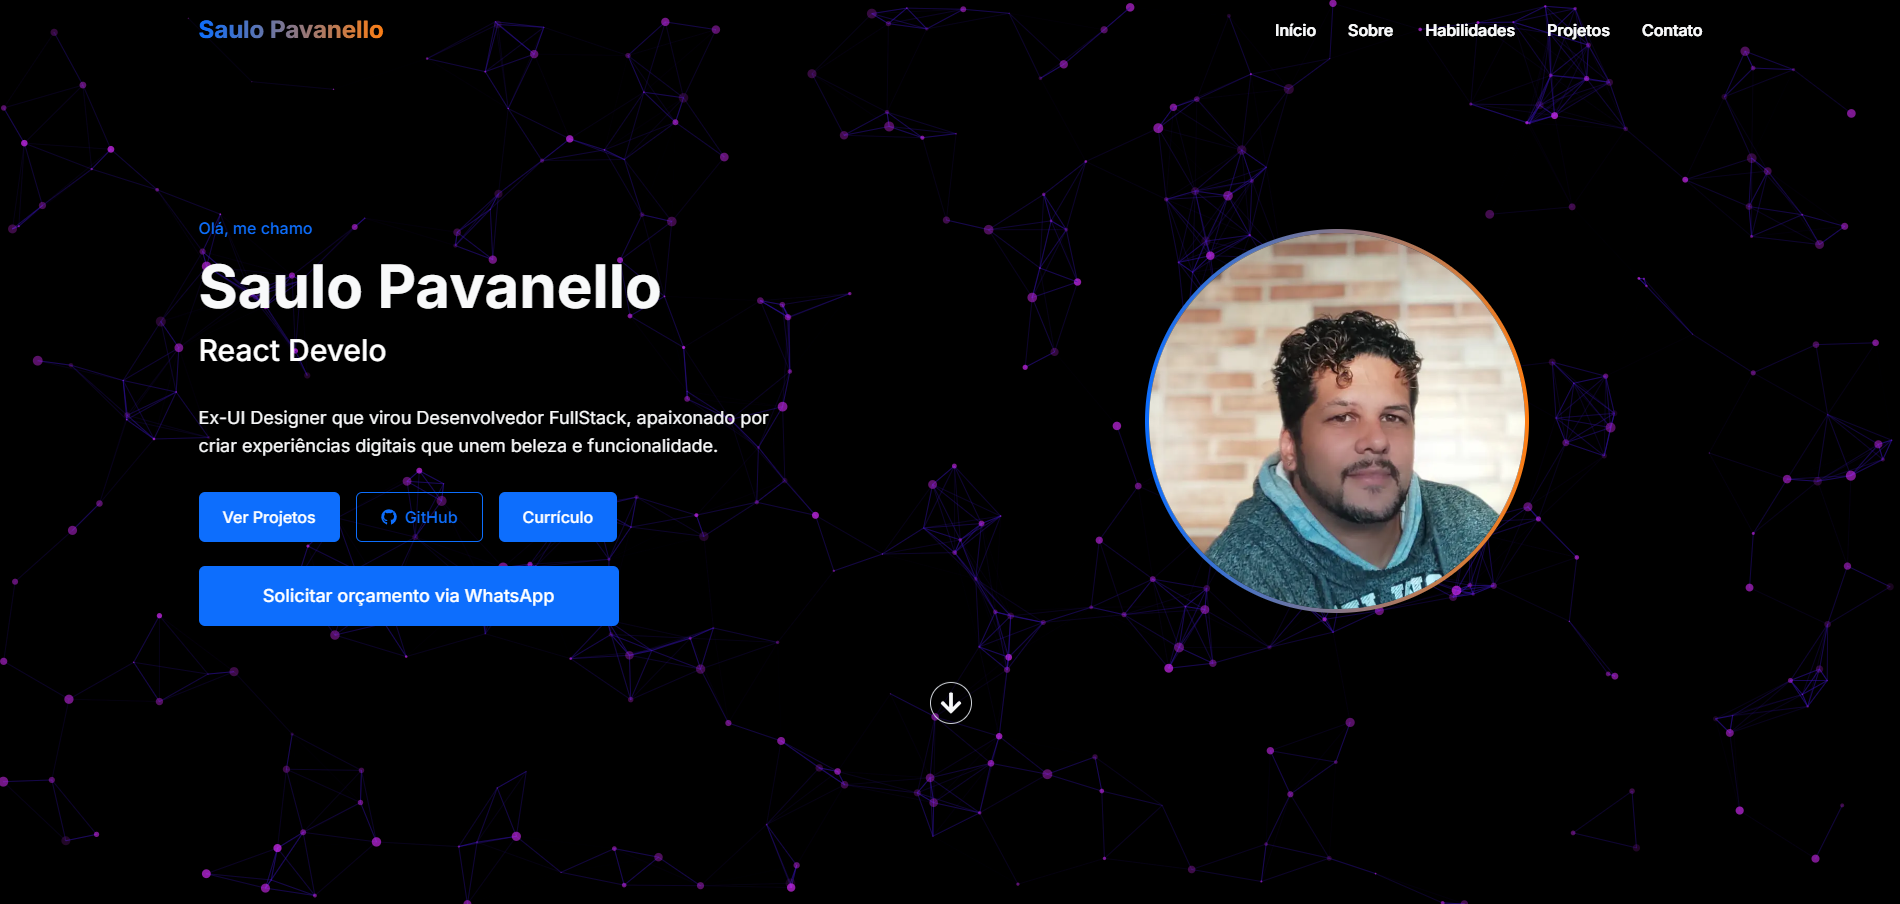 Saulo Pavanello
Início Sobre Habilidades Projetos Contato
Olá, me chamo
Saulo Pavanello
React Develo
Ex-UI Designer que virou Desenvolvedor FullStack, apaixonado por
criar experiências digitais que unem beleza e funcionalidade.
Ver Projetos GitHub Currículo
Solicitar orçamento via WhatsApp